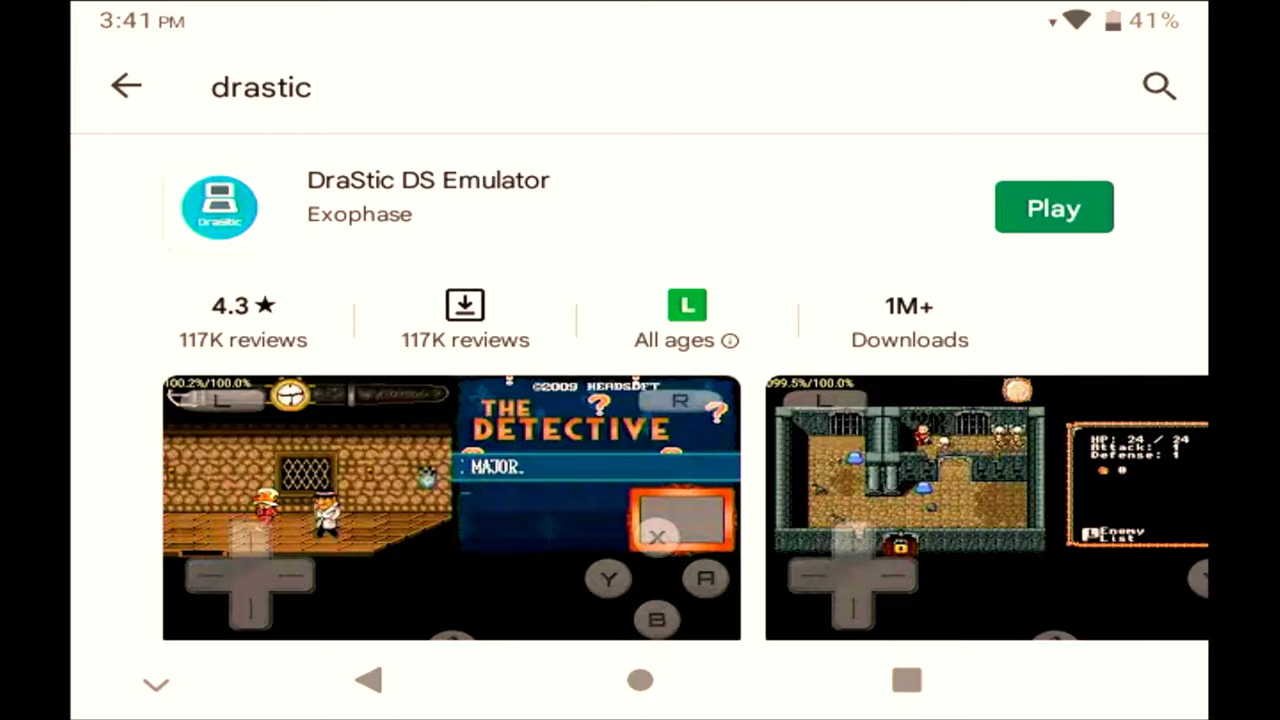 3:41 PM
41%
drastic
DraStic DS Emulator
Exophase
DraStic
Play
4.3 ★
117K reviews
117K reviews
L
All ages
1M+
Downloads
100.2%/100.0%
L
©2009 HEADSOFT
R
THE
DETECTIVE
: MAJOR.
X
Y
A
B
099.5%/100.0%
L
HP: 24 / 24
Attack: 1
Defense: 1
0
Enemy
List